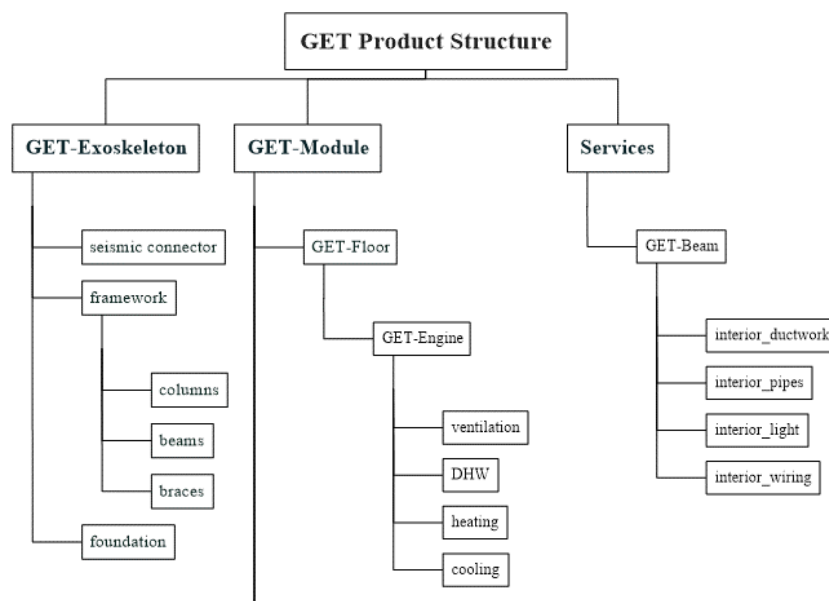 GET Product Structure
GET-Exoskeleton
GET-Module
Services
seismic connector
GET-Floor
GET-Beam
framework
GET-Engine
interior_ductwork
columns
interior_pipes
ventilation
interior_light
beams
DHW
interior_wiring
braces
heating
foundation
cooling